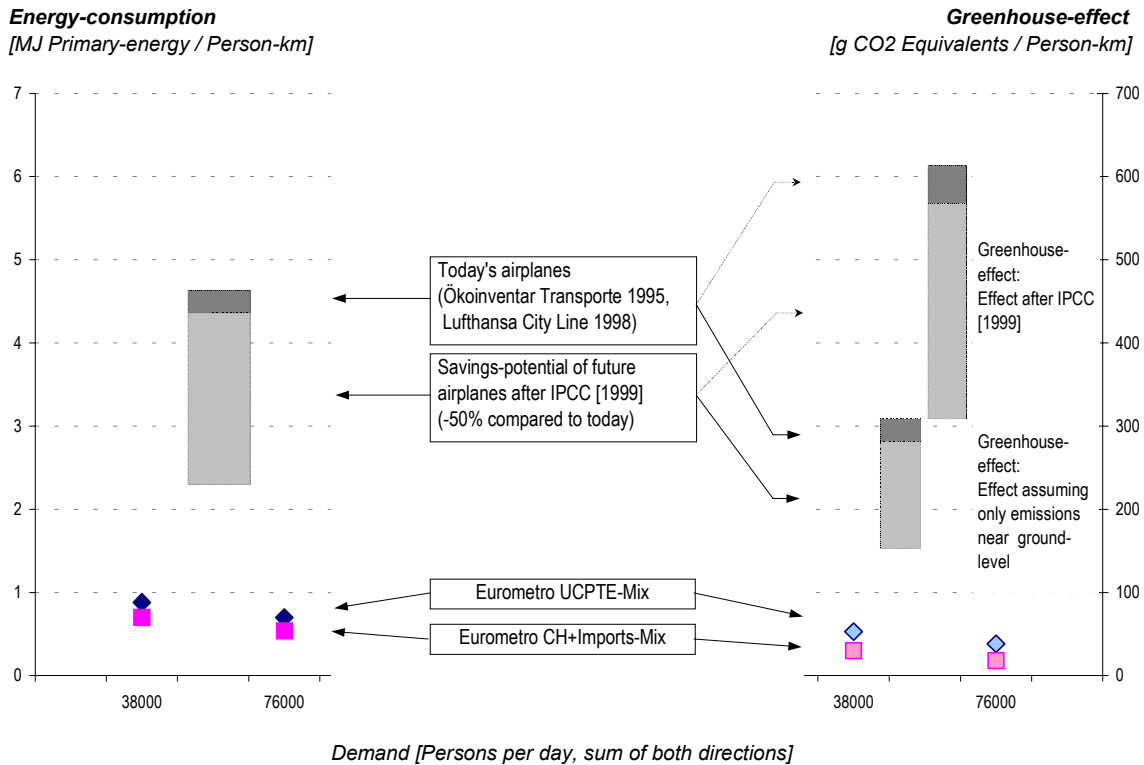 Energy-consumption
[MJ Primary-energy / Person-km]
Greenhouse-effect
[g CO2 Equivalents / Person-km]
7
6
5
4
3
2
1
0
38000
76000
Today's airplanes
(Ökoinventar Transporte 1995,
Lufthansa City Line 1998)
Savings-potential of future
airplanes after IPCC [1999]
(-50% compared to today)
Eurometro UCPTE-Mix
Eurometro CH+Imports-Mix
Greenhouse-
effect:
Effect after IPCC
[1999]
Greenhouse-
effect:
Effect assuming
only emissions
near ground-
level
700
600
500
400
300
200
100
0
38000
76000
Demand [Persons per day, sum of both directions]